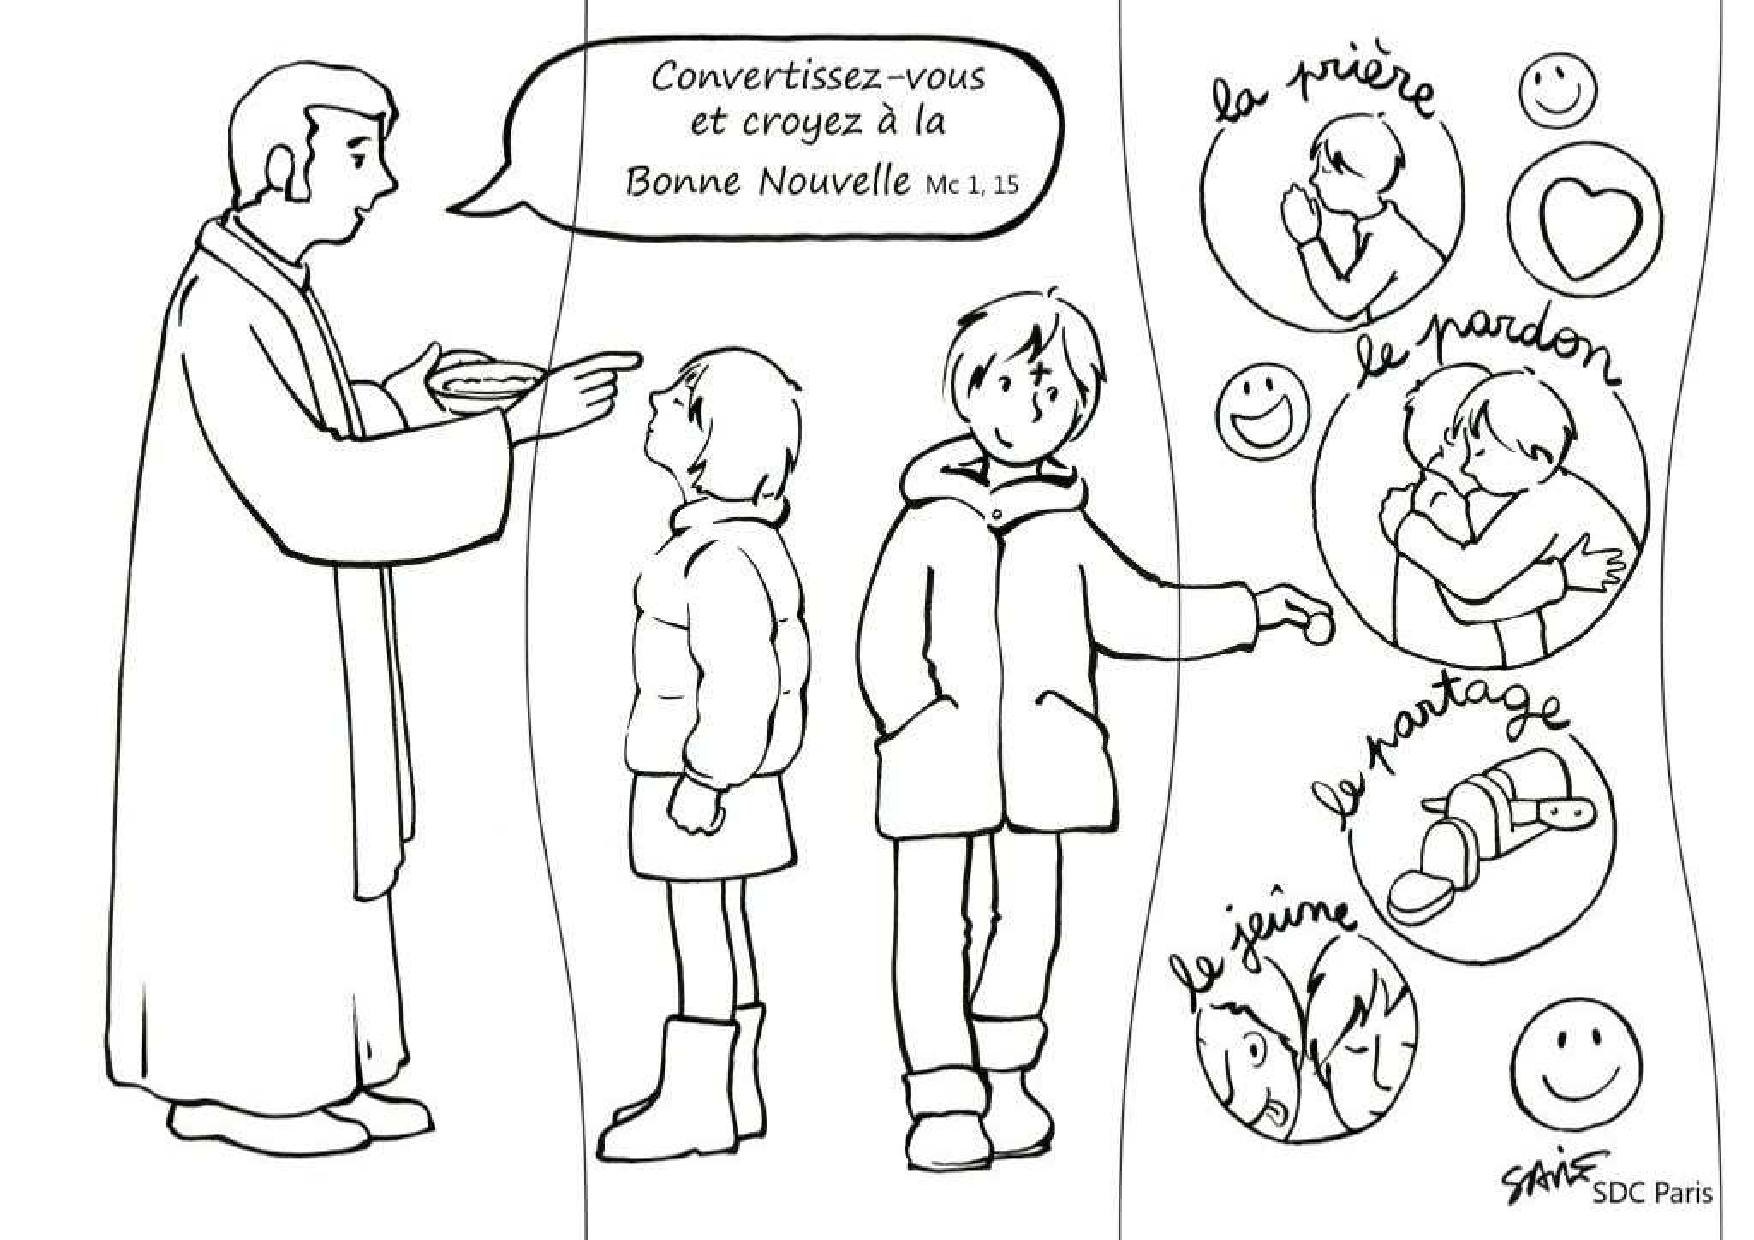 Convertissez-vous
et croyez à la
Bonne Nouvelle Mc 1, 15
la prière
le pardon
le partage
le jeûne
SDC Paris